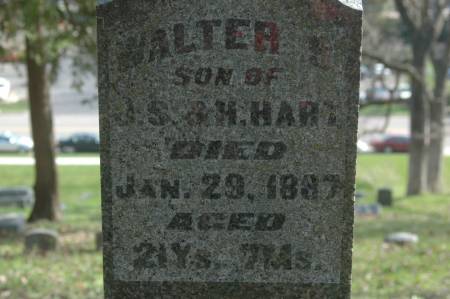 WALTER S.
SON OF
J.S. & H. HART
DIED
JAN. 29, 1887
AGED
21YS. 7MS.